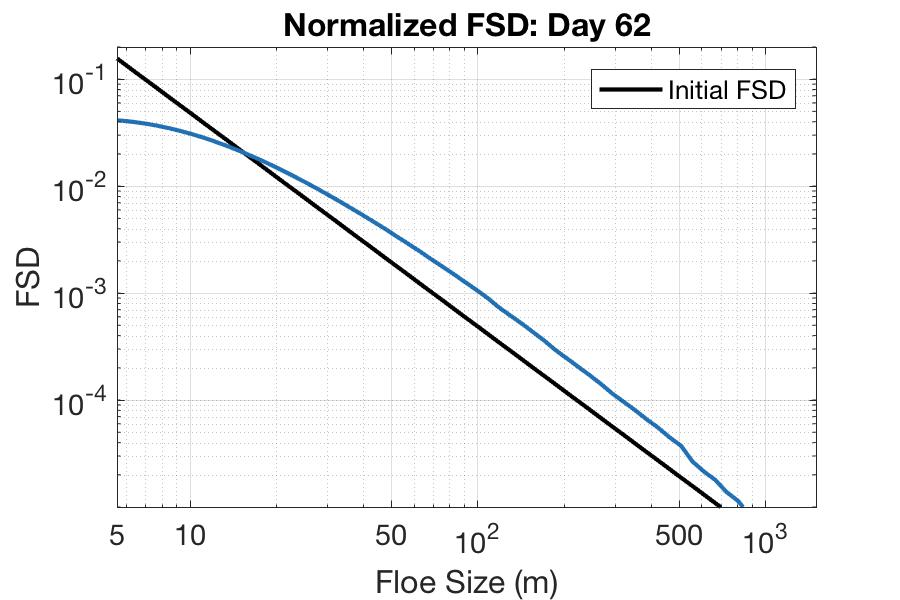 Normalized FSD: Day 62
Initial FSD
FSD
10^-1
10^-2
10^-3
10^-4
5 10 50 10^2 500 10^3
Floe Size (m)